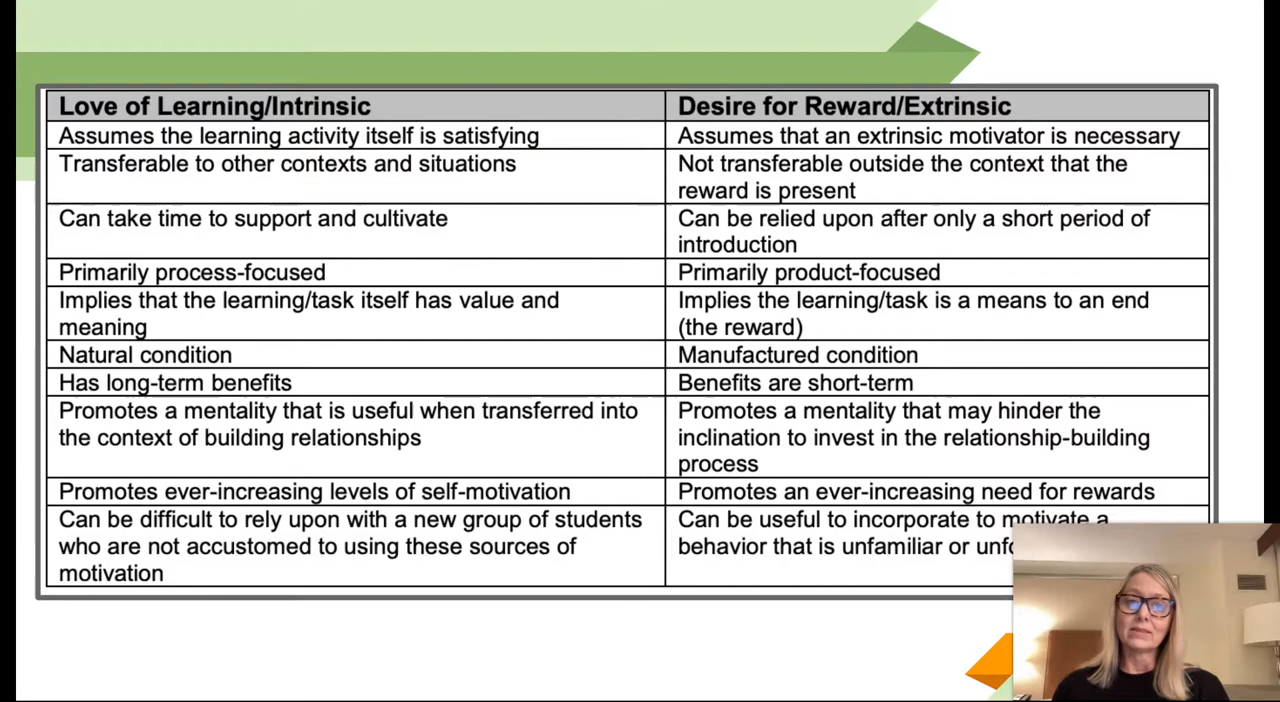 Love of Learning/Intrinsic
Desire for Reward/Extrinsic
Assumes the learning activity itself is satisfying
Assumes that an extrinsic motivator is necessary
Transferable to other contexts and situations
Not transferable outside the context that the
reward is present
Can take time to support and cultivate
Can be relied upon after only a short period of
introduction
Primarily process-focused
Primarily product-focused
Implies that the learning/task itself has value and
meaning
Implies the learning/task is a means to an end
(the reward)
Natural condition
Manufactured condition
Has long-term benefits
Benefits are short-term
Promotes a mentality that is useful when transferred into
the context of building relationships
Promotes a mentality that may hinder the
inclination to invest in the relationship-building
process
Promotes ever-increasing levels of self-motivation
Promotes an ever-increasing need for rewards
Can be difficult to rely upon with a new group of students
who are not accustomed to using these sources of
motivation
Can be useful to incorporate to motivate a
behavior that is unfamiliar or